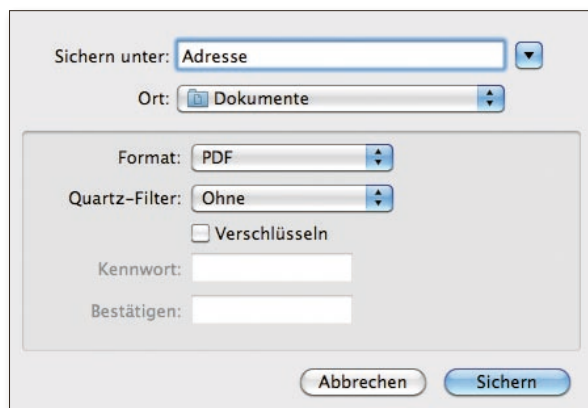 Sichern unter: Adresse
Ort: Dokumente
Format: PDF
Quartz-Filter: Ohne
Verschlüsseln
Kennwort:
Bestätigen:
Abbrechen Sichern